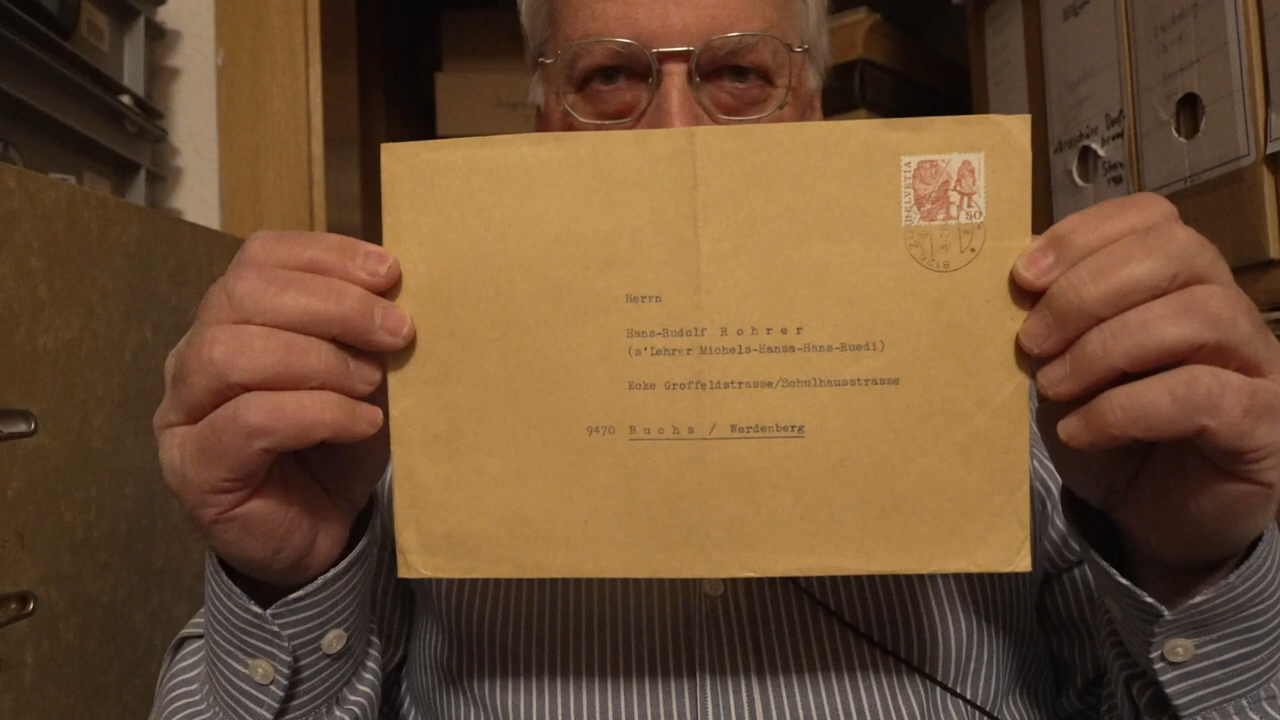 HELVETIA
50
Herrn
Hans-Rudolf R o h r e r
(s'Lehrer Michels-Hansa-Hans-Ruedi)
Ecke Groffeldstrasse/Schulhausstrasse
9470 B u c h s / Werdenberg